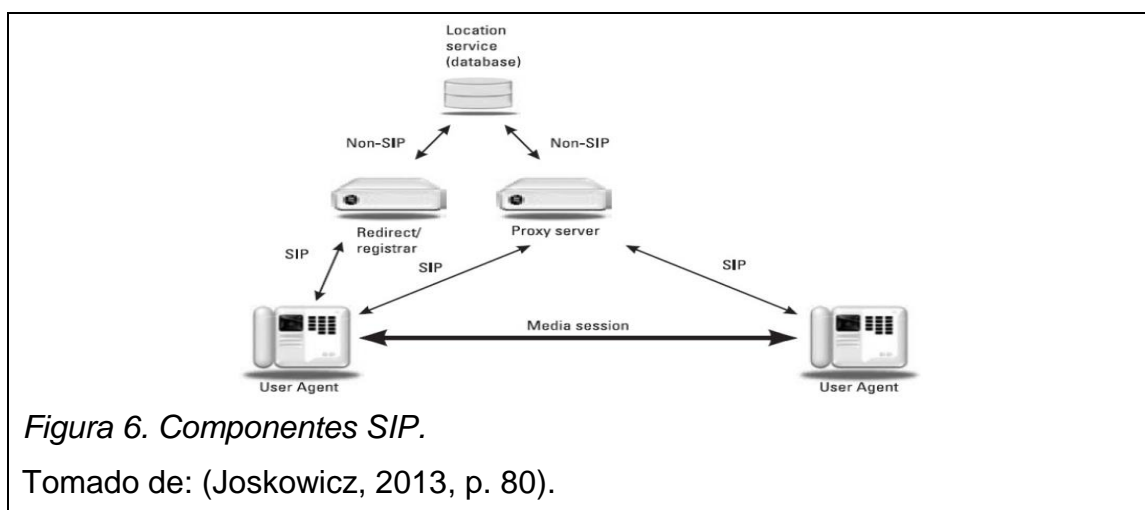 Location
service
(database)
Non-SIP
Non-SIP
Redirect/
registrar
Proxy server
SIP
SIP
SIP
Media session
User Agent
User Agent
Figura 6. Componentes SIP.
Tomado de: (Joskowicz, 2013, p. 80).